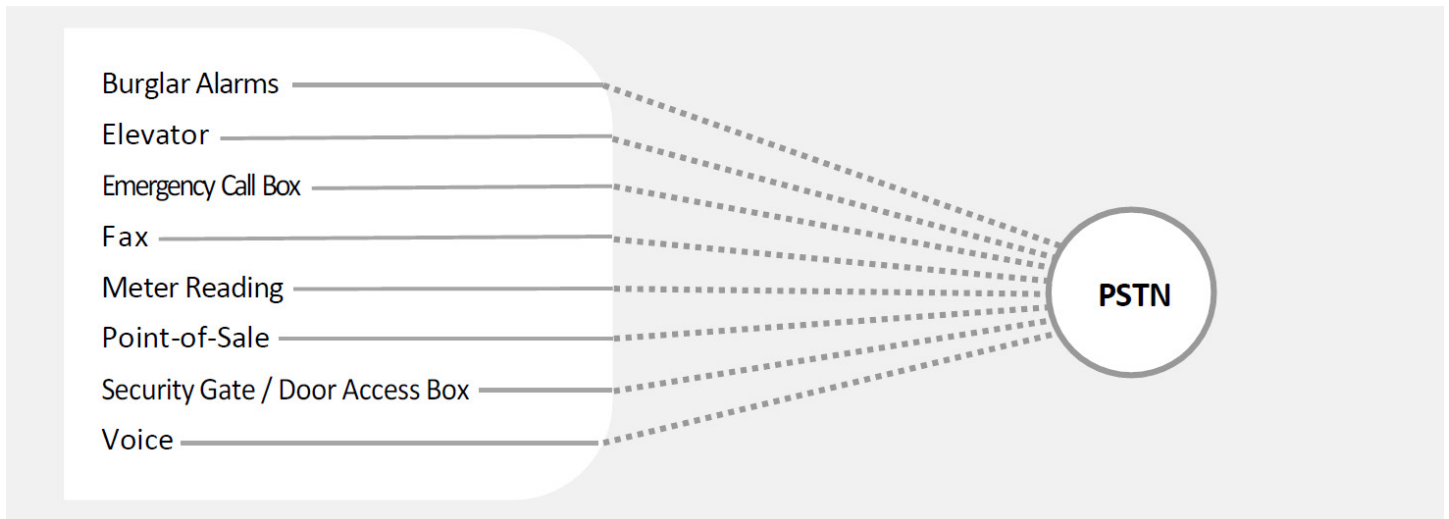 Burglar Alarms
Elevator
Emergency Call Box
Fax
Meter Reading
Point-of-Sale
Security Gate / Door Access Box
Voice
PSTN